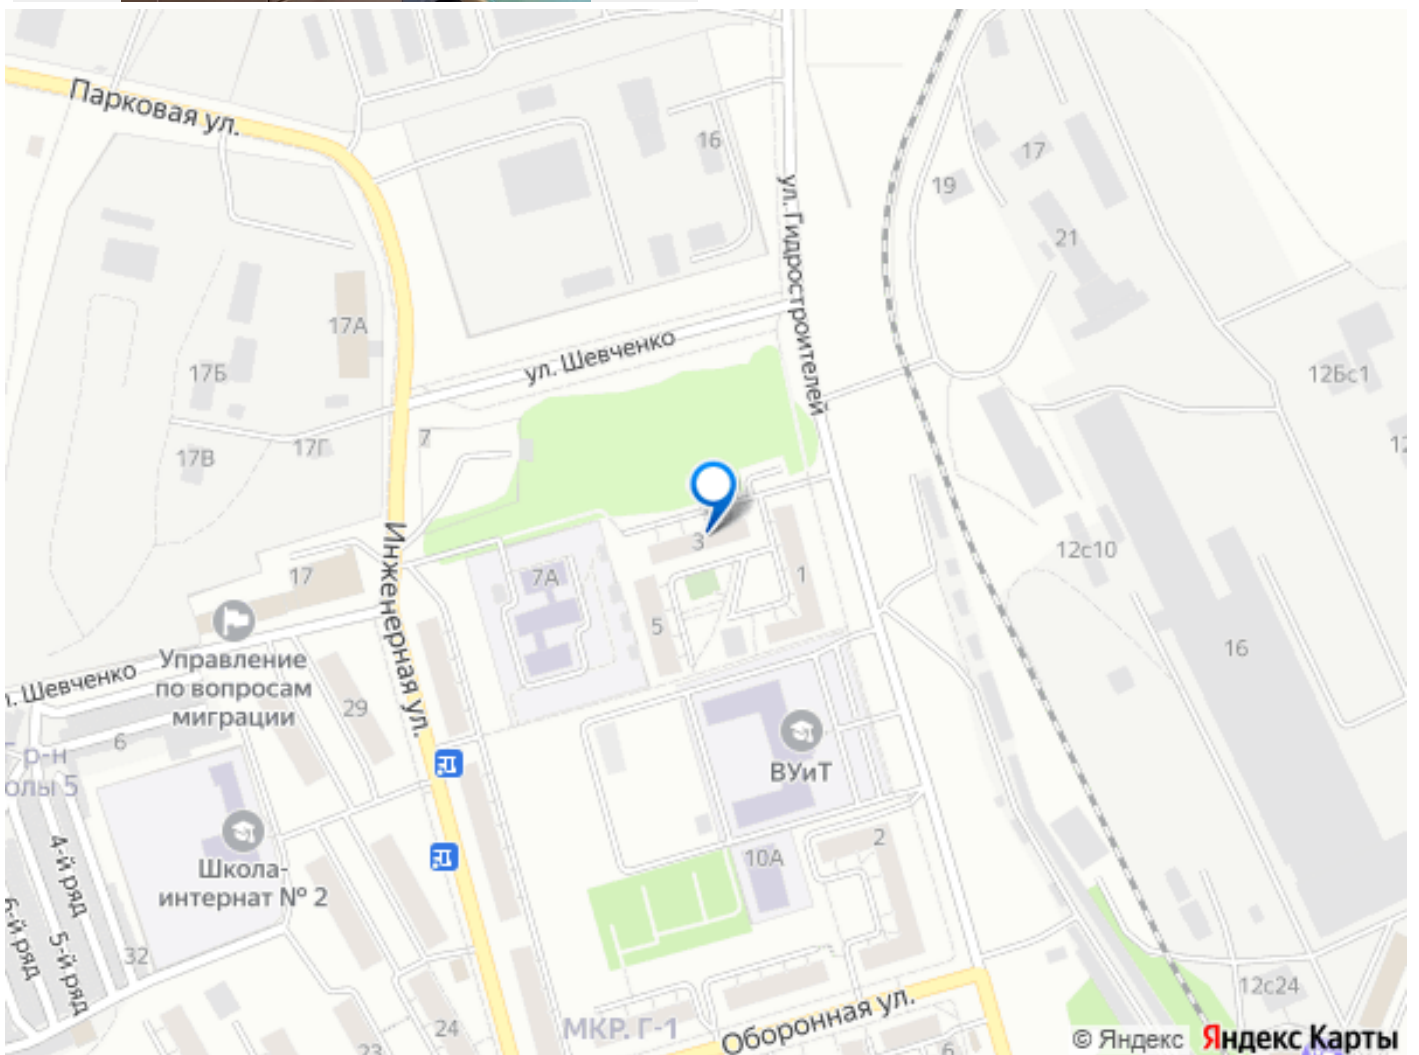 Парковая ул.
16
17
19
ул. Гидростроителей
21
17А
ул. Шевченко
17Б
12Бс1
12
7
17Г
17В
3
12с10
Инженерная ул.
17
7А
1
5
16
Управление
по вопросам
миграции
л. Шевченко
29
6
р-н
олы 5
ВУиТ
4-й ряд
Школа-
интернат № 2
2
10А
5-й ряд
6-й ряд
32
12с24
24
МКР. Г-1
Оборонная ул.
23
6
© Яндекс Яндекс Карты